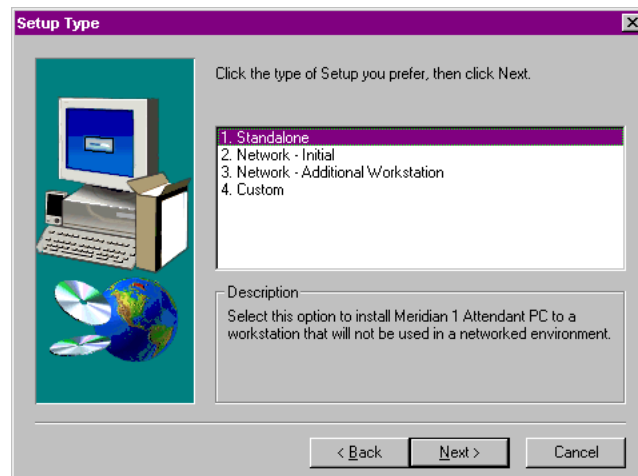 Setup Type
Click the type of Setup you prefer, then click Next.
1. Standalone
2. Network - Initial
3. Network - Additional Workstation
4. Custom
Description
Select this option to install Meridian 1 Attendant PC to a
workstation that will not be used in a networked environment.
< Back
Next >
Cancel